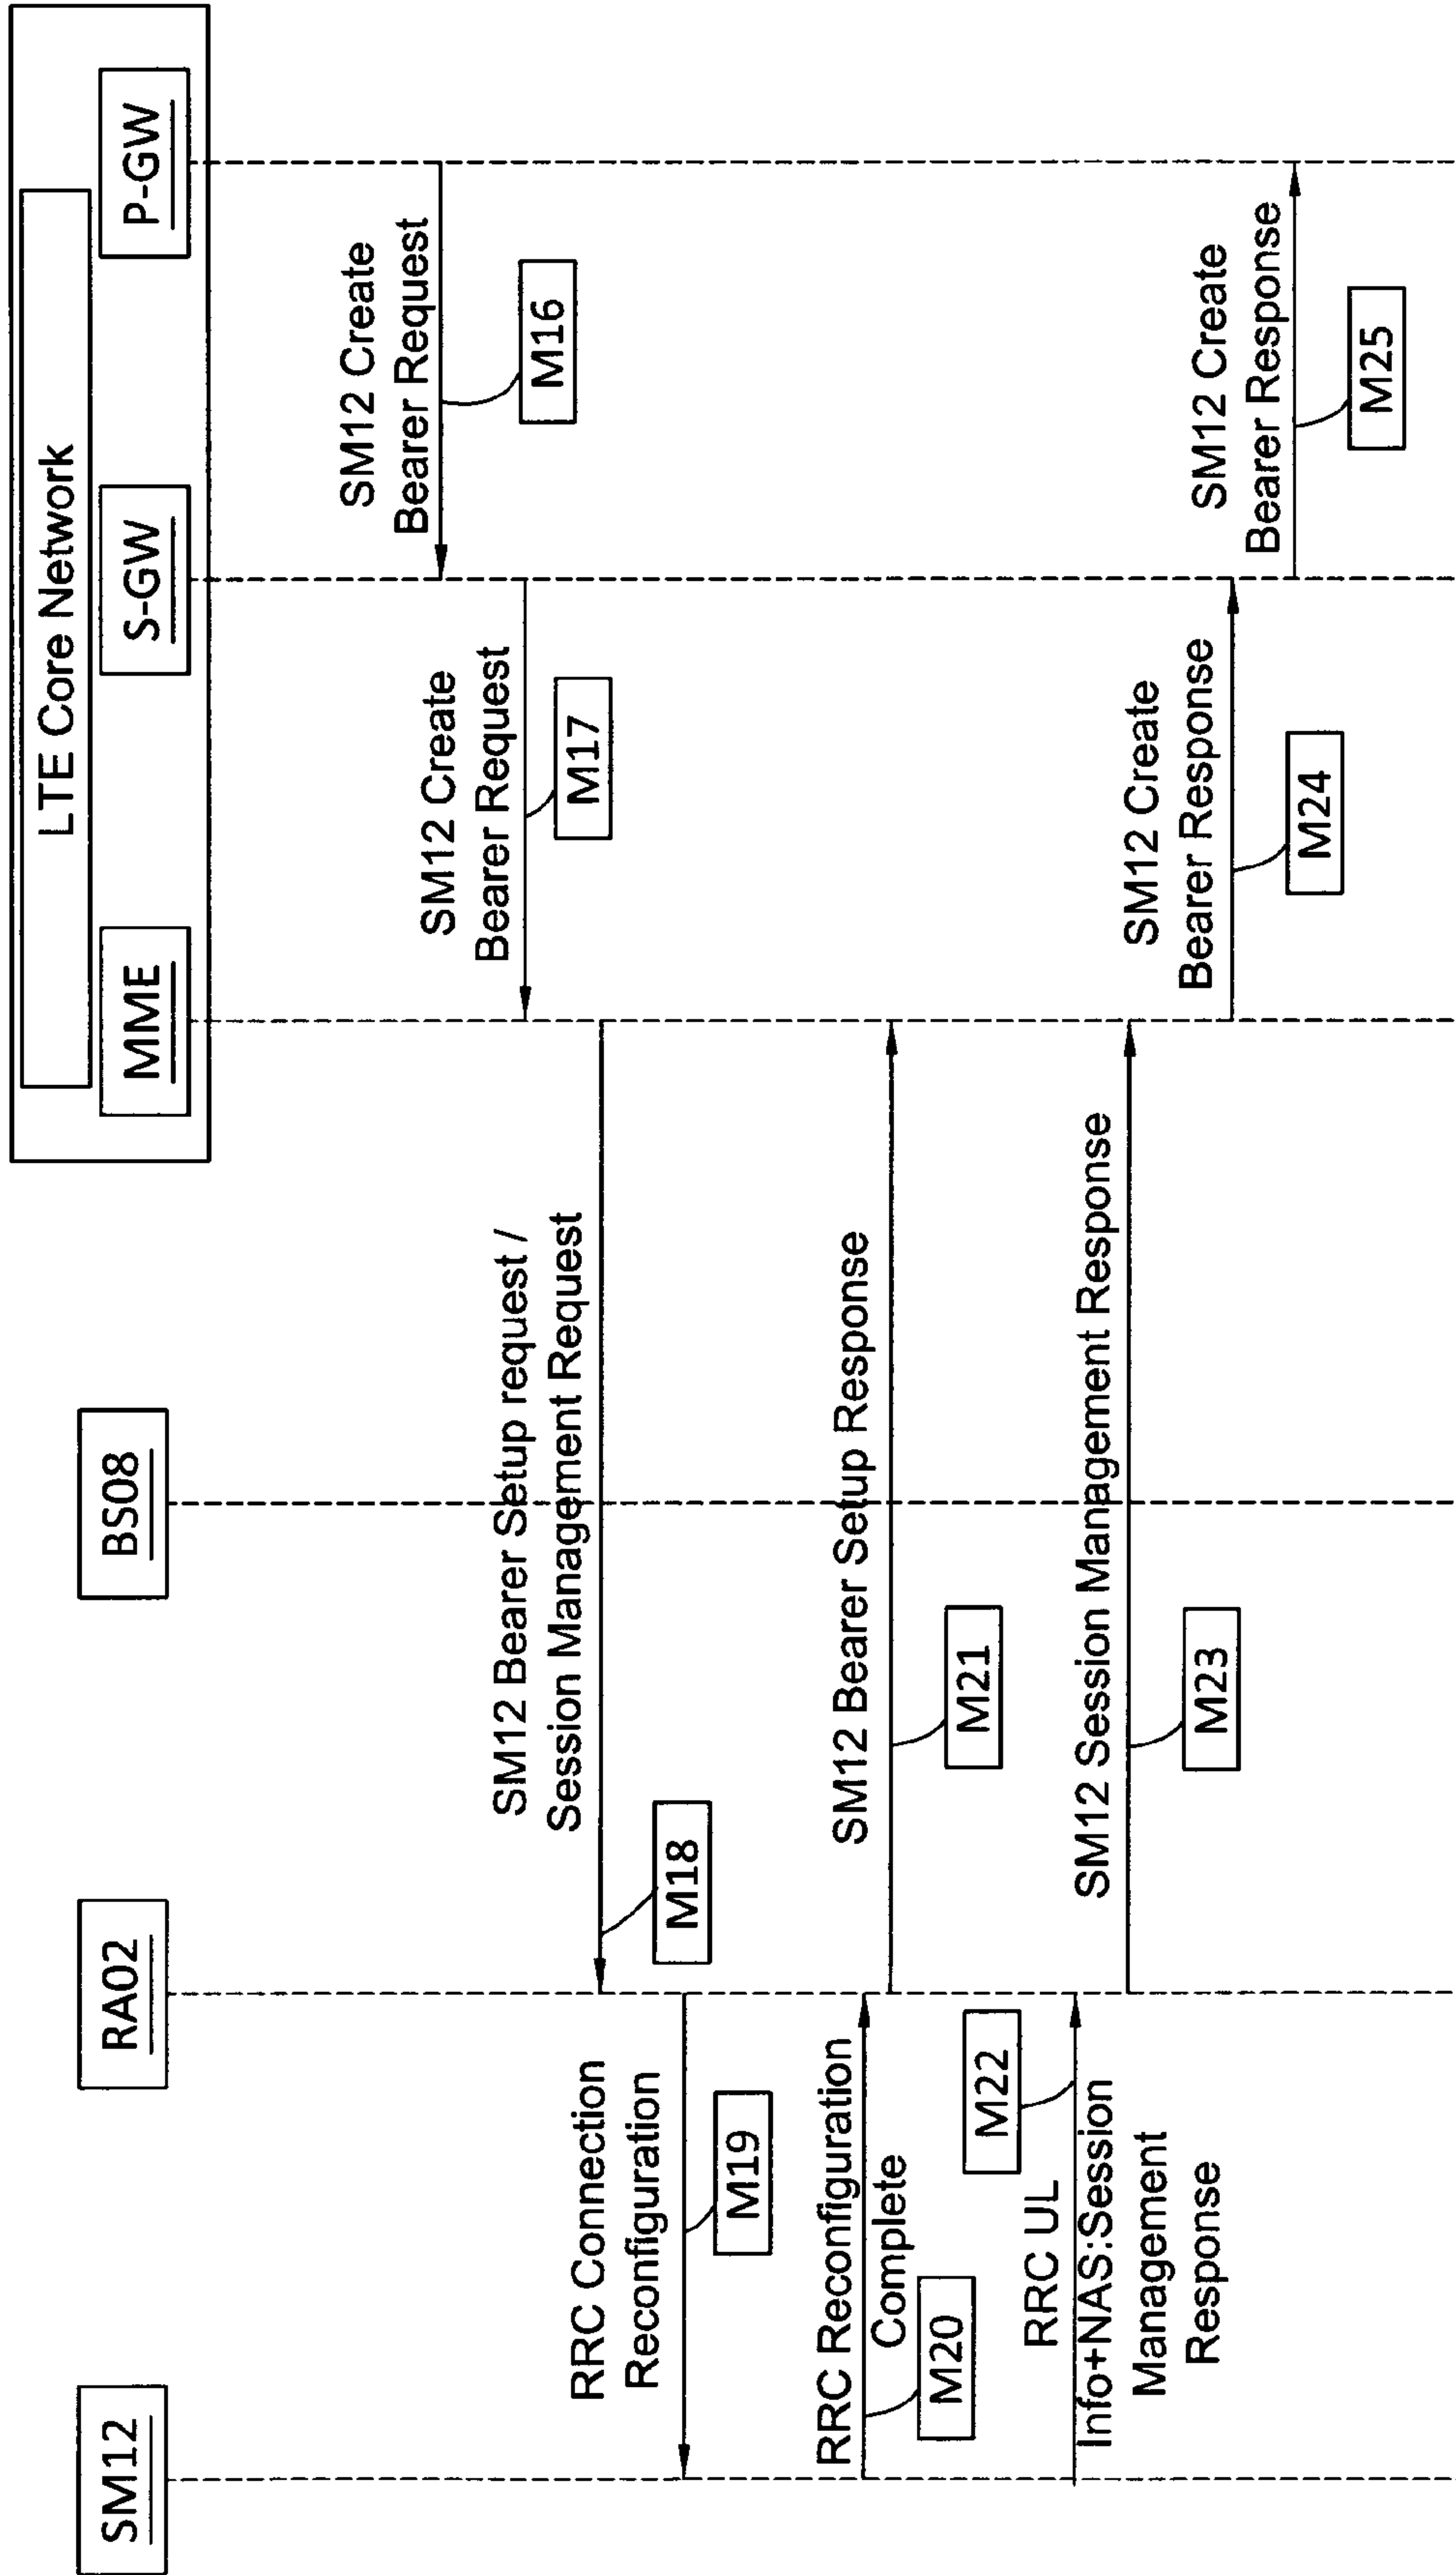 LTE Core Network
SM12
RA02
BS08
MME
S-GW
P-GW
SM12 Create
Bearer Request
M16
SM12 Create
Bearer Request
M17
SM12 Bearer Setup request /
Session Management Request
M18
RRC Connection
Reconfiguration
M19
RRC Reconfiguration
Complete
M20
SM12 Bearer Setup Response
M21
RRC UL
Info+NAS:Session
Management
Response
M22
SM12 Session Management Response
M23
SM12 Create
Bearer Response
M24
SM12 Create
Bearer Response
M25